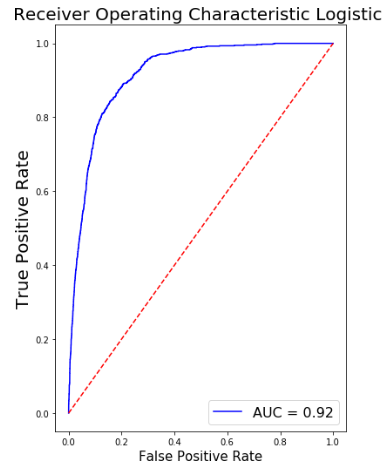 Receiver Operating Characteristic Logistic
True Positive Rate
1.0
0.8
0.6
0.4
0.2
0.0
0.0 0.2 0.4 0.6 0.8 1.0
False Positive Rate
AUC = 0.92